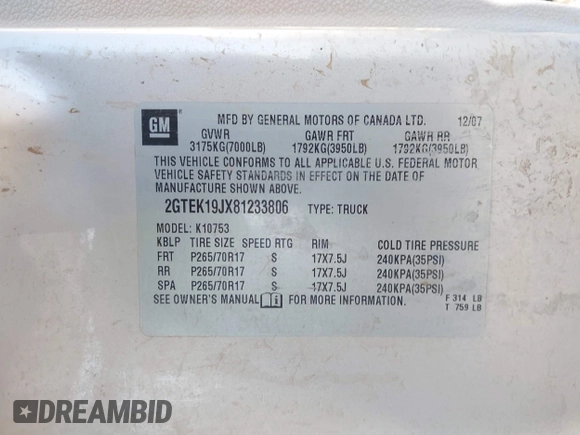 GM
MFD BY GENERAL MOTORS OF CANADA LTD. 12/07
GVWR GAWR FRT GAWR RR
3175KG(7000LB) 1792KG(3950LB) 1792KG(3950LB)
THIS VEHICLE CONFORMS TO ALL APPLICABLE U.S. FEDERAL MOTOR
VEHICLE SAFETY STANDARDS IN EFFECT ON THE DATE OF
MANUFACTURE SHOWN ABOVE.
2GTEK19JX81233806 TYPE: TRUCK
MODEL: K10753
KBLP TIRE SIZE SPEED RTG RIM COLD TIRE PRESSURE
FRT P265/70R17 S 17X7.5J 240KPA(35PSI)
RR P265/70R17 S 17X7.5J 240KPA(35PSI)
SPA P265/70R17 S 17X7.5J 240KPA(35PSI)
SEE OWNER'S MANUAL FOR MORE INFORMATION.
F 314 LB
T 759 LB
DREAMBID